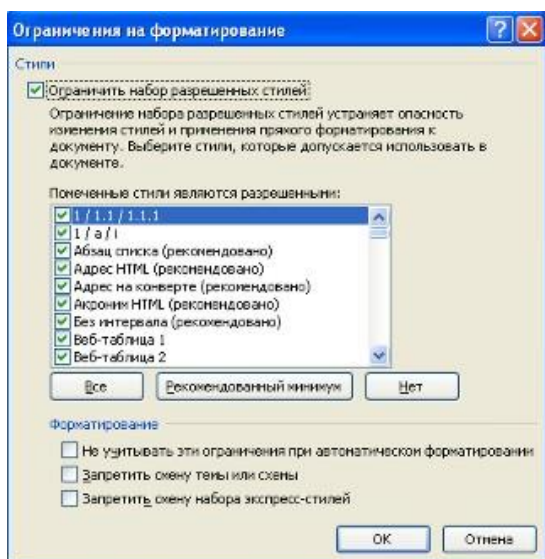 Ограничения на форматирование
Стили
Ограничить набор разрешенных стилей
Ограничение набора разрешенных стилей устраняет опасность
изменения стилей и применения прямого форматирования к
документу. Выберите стили, которые допускается использовать в
документе.
Помеченные стили являются разрешенными:
1 / 1.1 / 1.1.1
1 / a / i
Абзац списка (рекомендовано)
Адрес HTML (рекомендовано)
Адрес на конверте (рекомендовано)
Акроним HTML (рекомендовано)
Без интервала (рекомендовано)
Веб-таблица 1
Веб-таблица 2
Все Рекомендованный минимум Нет
Форматирование
Не учитывать эти ограничения при автоматическом форматировании
Запретить смену темы или схемы
Запретить смену набора экспресс-стилей
ОК Отмена